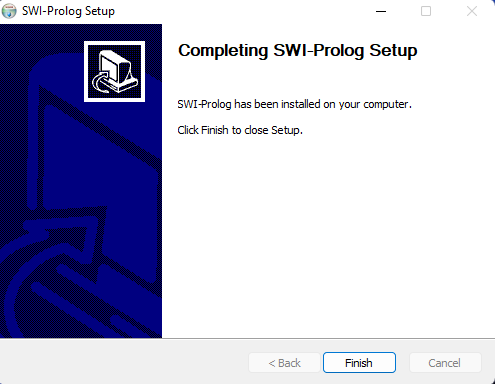 SWI-Prolog Setup
Completing SWI-Prolog Setup
SWI-Prolog has been installed on your computer.
Click Finish to close Setup.
< Back
Finish
Cancel